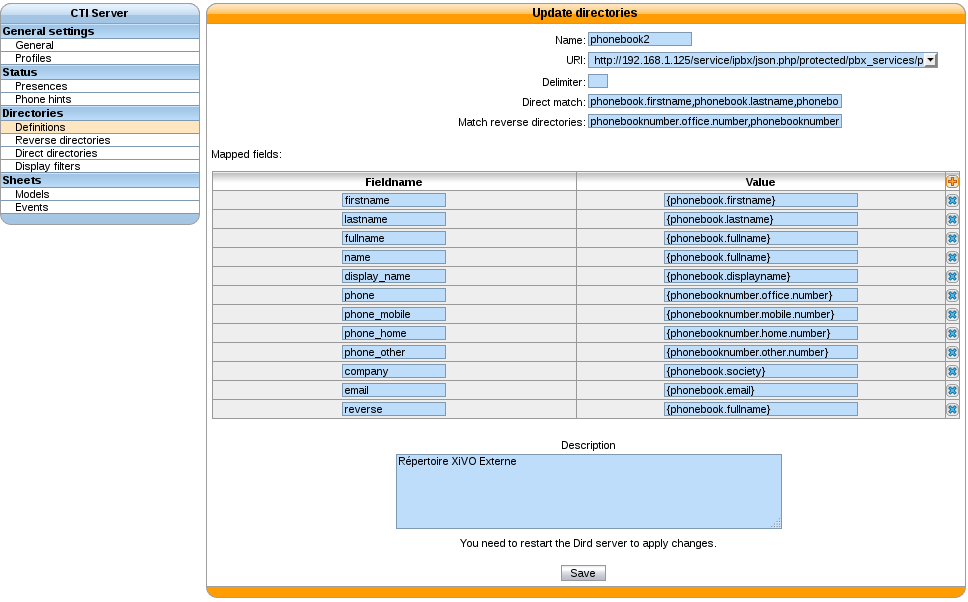 CTI Server
General settings
General
Profiles
Status
Presences
Phone hints
Directories
Definitions
Reverse directories
Direct directories
Display filters
Sheets
Models
Events
Update directories
Name: phonebook2
URI: http://192.168.1.125/service/ipbx/json.php/protected/pbx_services/p
Delimiter:
Direct match: phonebook.firstname,phonebook.lastname,phonebo
Match reverse directories: phonebooknumber.office.number,phonebooknumber
Mapped fields:
Fieldname Value
firstname {phonebook.firstname}
lastname {phonebook.lastname}
fullname {phonebook.fullname}
name {phonebook.fullname}
display_name {phonebook.displayname}
phone {phonebooknumber.office.number}
phone_mobile {phonebooknumber.mobile.number}
phone_home {phonebooknumber.home.number}
phone_other {phonebooknumber.other.number}
company {phonebook.society}
email {phonebook.email}
reverse {phonebook.fullname}
Description
Répertoire XiVO Externe
You need to restart the Dird server to apply changes.
Save